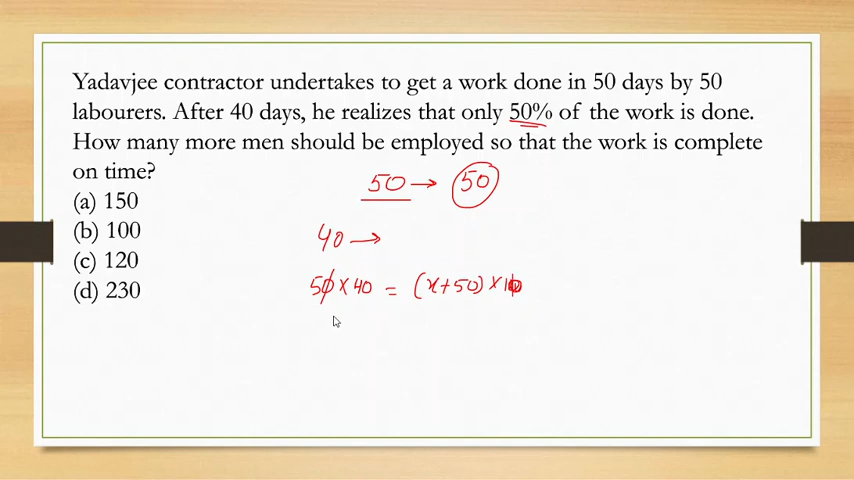 Yadavjee contractor undertakes to get a work done in 50 days by 50
labourers. After 40 days, he realizes that only 50% of the work is done.
How many more men should be employed so that the work is complete
on time?
(a) 150
50 → 50
(b) 100
40 →
(c) 120
50 × 40 = (x+50) × 10
(d) 230